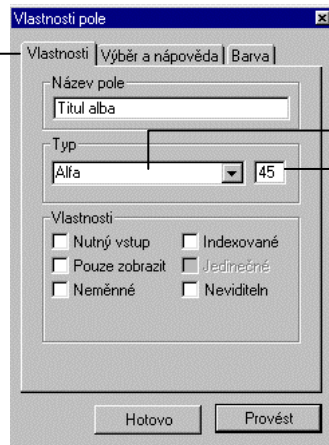 Vlastnosti pole
Vlastnosti Výběr a nápověda Barva
Název pole
Titul alba
Typ
Alfa 45
Vlastnosti
Nutný vstup Indexované
Pouze zobrazit Jedinečné
Neměnné Neviditeln
Hotovo Provést